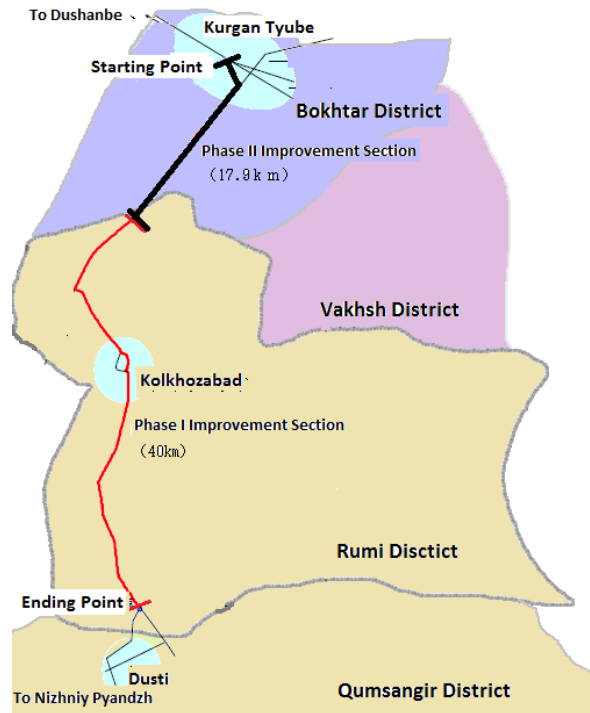 To Dushanbe
Kurgan Tyube
Starting Point
Bokhtar District
Phase II Improvement Section
(17.9km)
Vakhsh District
Kolkhozabad
Phase I Improvement Section
(40km)
Rumi Disctict
Ending Point
Dusti
To Nizhniy Pyandzh
Qumsangir District